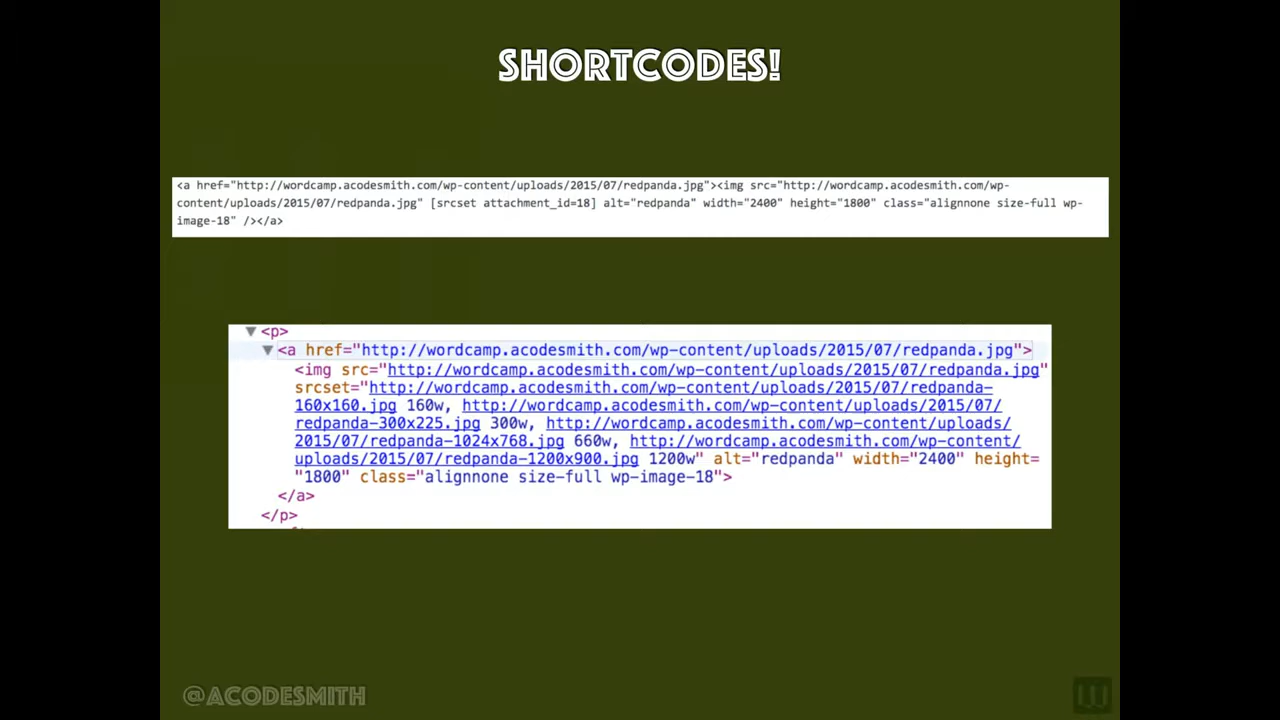 SHORTCODES!
<a href="http://wordcamp.acodesmith.com/wp-content/uploads/2015/07/redpanda.jpg"><img src="http://wordcamp.acodesmith.com/wp-
content/uploads/2015/07/redpanda.jpg" [srcset attachment_id=18] alt="redpanda" width="2400" height="1800" class="alignnone size-full wp-
image-18" /></a>
<p>
<a href="http://wordcamp.acodesmith.com/wp-content/uploads/2015/07/redpanda.jpg">
<img src="http://wordcamp.acodesmith.com/wp-content/uploads/2015/07/redpanda.jpg"
srcset="http://wordcamp.acodesmith.com/wp-content/uploads/2015/07/redpanda-
160x160.jpg 160w, http://wordcamp.acodesmith.com/wp-content/uploads/2015/07/
redpanda-300x225.jpg 300w, http://wordcamp.acodesmith.com/wp-content/uploads/
2015/07/redpanda-1024x768.jpg 660w, http://wordcamp.acodesmith.com/wp-content/
uploads/2015/07/redpanda-1200x900.jpg 1200w" alt="redpanda" width="2400" height=
"1800" class="alignnone size-full wp-image-18">
</a>
</p>
@ACODESMITH